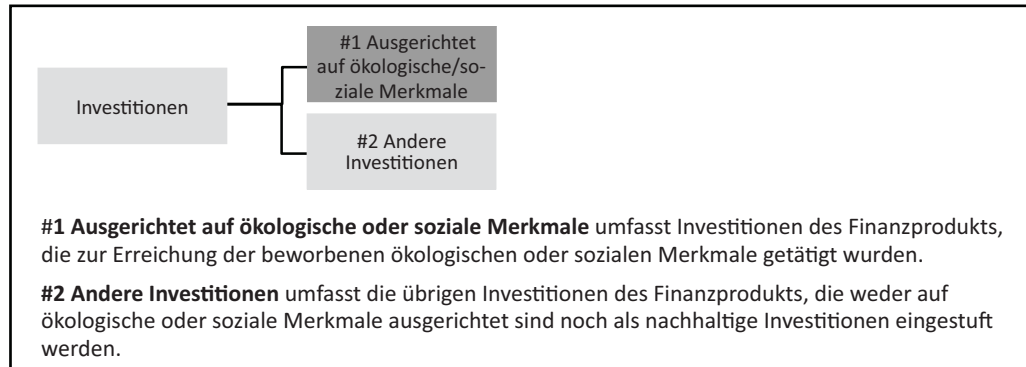 #1 Ausgerichtet
auf ökologische/so-
ziale Merkmale
Investitionen
#2 Andere
Investitionen
#1 Ausgerichtet auf ökologische oder soziale Merkmale umfasst Investitionen des Finanzprodukts,
die zur Erreichung der beworbenen ökologischen oder sozialen Merkmale getätigt wurden.
#2 Andere Investitionen umfasst die übrigen Investitionen des Finanzprodukts, die weder auf
ökologische oder soziale Merkmale ausgerichtet sind noch als nachhaltige Investitionen eingestuft
werden.